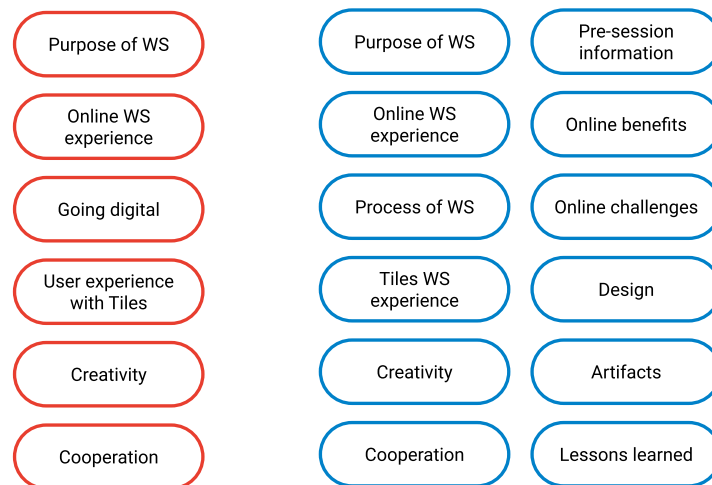 Purpose of WS
Online WS
experience
Going digital
User experience
with Tiles
Creativity
Cooperation
Purpose of WS
Online WS
experience
Process of WS
Tiles WS
experience
Creativity
Cooperation
Pre-session
information
Online benefits
Online challenges
Design
Artifacts
Lessons learned